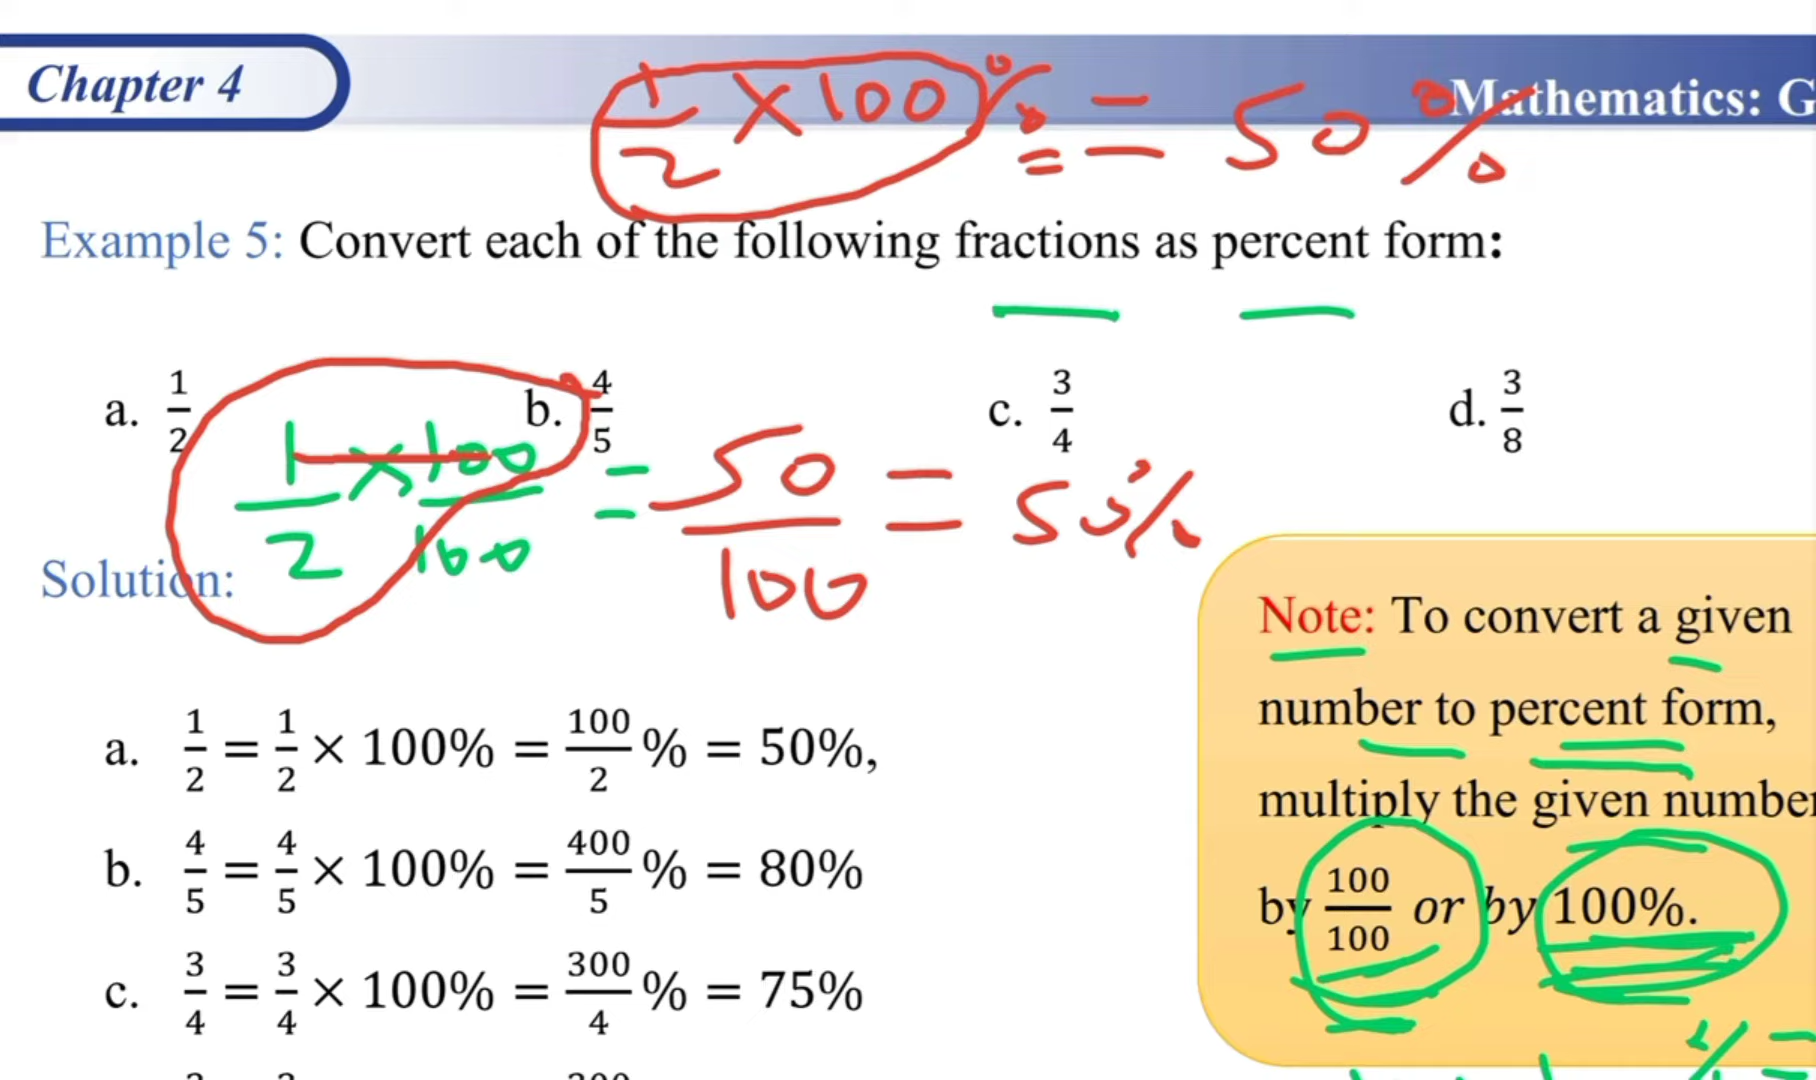 Chapter 4
Mathematics: G
1/2 × 100 % = 50 %
Example 5: Convert each of the following fractions as percent form:
a. 1/2 b. 4/5 c. 3/4 d. 3/8
1/2 × 100/100 = 50/100 = 50%
Solution:
a. 1/2 = 1/2 × 100% = 100/2 % = 50%,
b. 4/5 = 4/5 × 100% = 400/5 % = 80%
c. 3/4 = 3/4 × 100% = 300/4 % = 75%
Note: To convert a given
number to percent form,
multiply the given number
by 100/100 or by 100%.